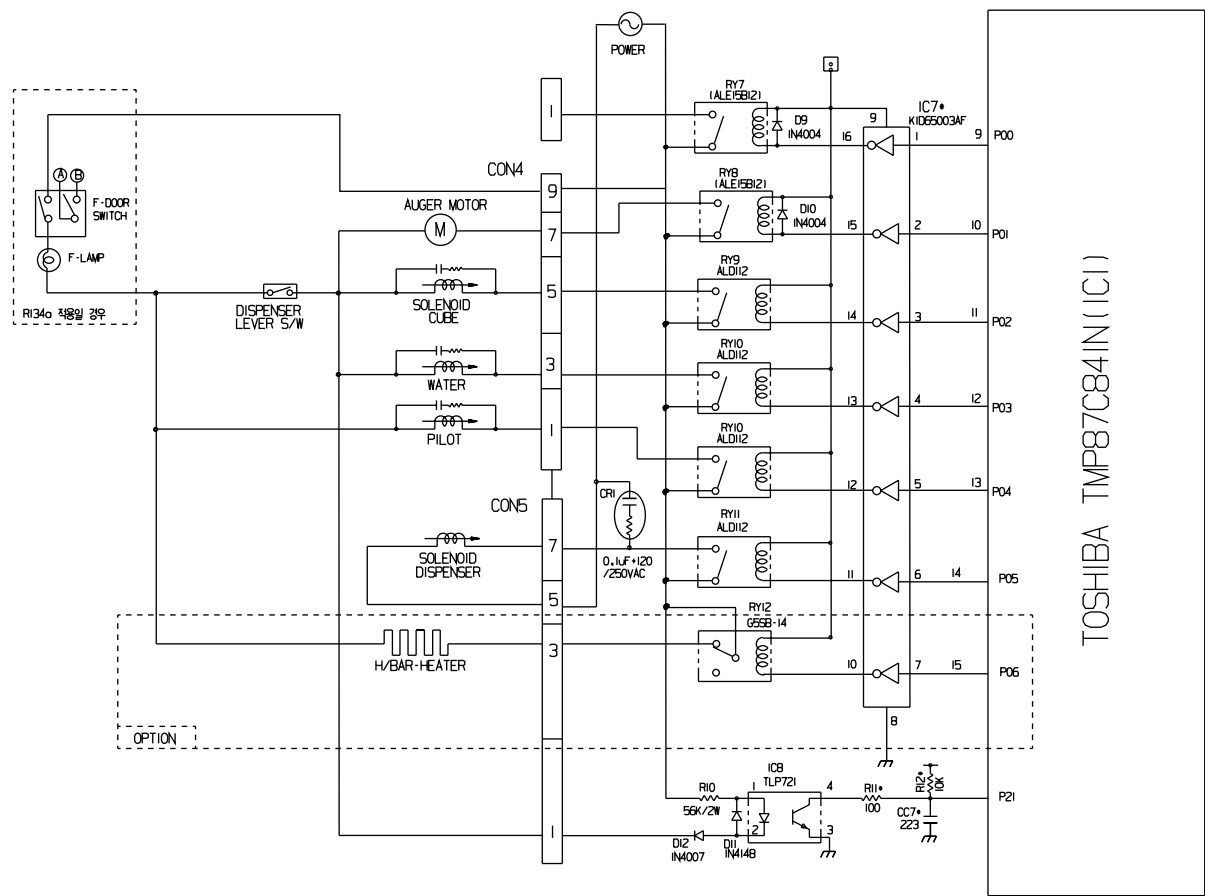 POWER
RY7
(ALE15B12)
D9
IN4004
IC7*
KID65003AF
9
16
1
9
P00
1
CON4
9
RY8
(ALE15B12)
D10
IN4004
15
2
10
P01
A
B
F-DOOR
SWITCH
AUGER MOTOR
M
7
F-LAMP
RY9
ALD112
14
3
11
P02
SOLENOID
CUBE
5
DISPENSER
LEVER S/W
R134a 적용일 경우
RY10
ALD112
13
4
12
P03
WATER
3
RY10
ALD112
12
5
13
P04
PILOT
1
CON5
CR1
0.1uF+120
/250VAC
RY11
ALD112
11
6
14
P05
SOLENOID
DISPENSER
7
5
RY12
G5SB-14
10
7
15
P06
H/BAR-HEATER
3
8
OPTION
IC8
TLP721
R10
56K/2W
1
2
4
3
R11*
100
R12*
10K
CC7*
223
P21
D12
IN4007
D11
IN4148
1
TOSHIBA TMP87C841N(IC1)